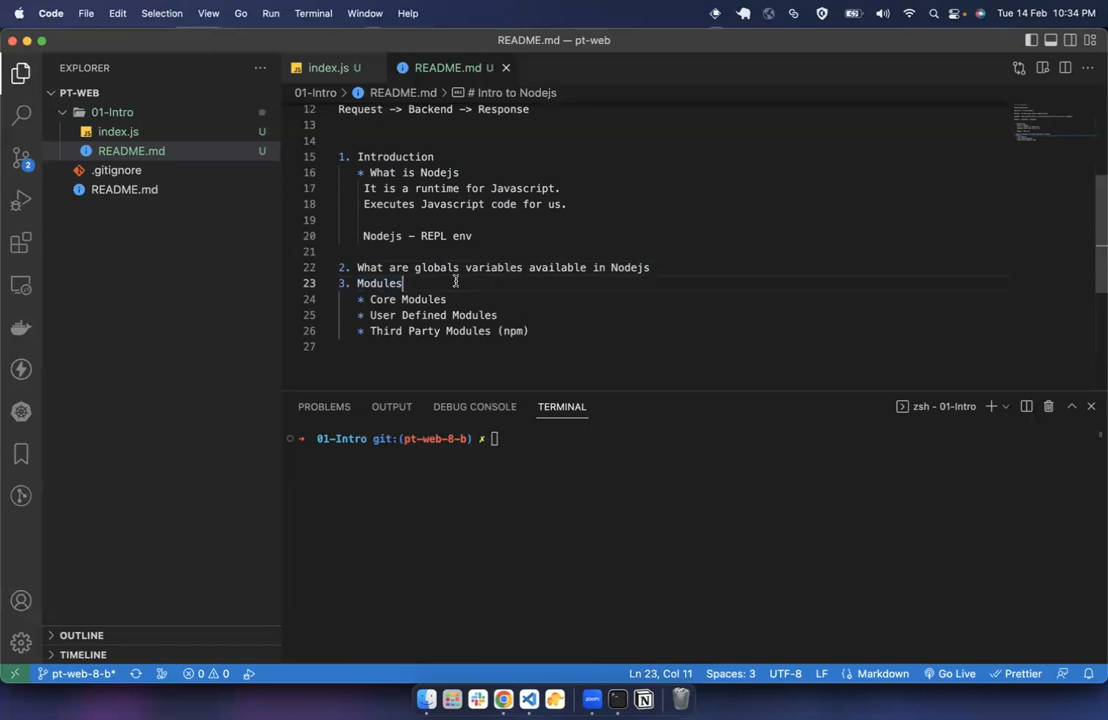 Code File Edit Selection View Go Run Terminal Window Help Tue 14 Feb 10:34 PM
README.md — pt-web
EXPLORER
index.js U
README.md U
PT-WEB
01-Intro
index.js U
README.md U
.gitignore
README.md
01-Intro > README.md > # Intro to Nodejs
12 Request -> Backend -> Response
13
14
15 1. Introduction
16 * What is Nodejs
17 It is a runtime for Javascript.
18 Executes Javascript code for us.
19
20 Nodejs - REPL env
21
22 2. What are globals variables available in Nodejs
23 3. Modules
24 * Core Modules
25 * User Defined Modules
26 * Third Party Modules (npm)
27
PROBLEMS OUTPUT DEBUG CONSOLE TERMINAL zsh - 01-Intro
→ 01-Intro git:(pt-web-8-b) ✗
2
OUTLINE
TIMELINE
pt-web-8-b* 0 0 Ln 23, Col 11 Spaces: 3 UTF-8 LF Markdown Go Live Prettier